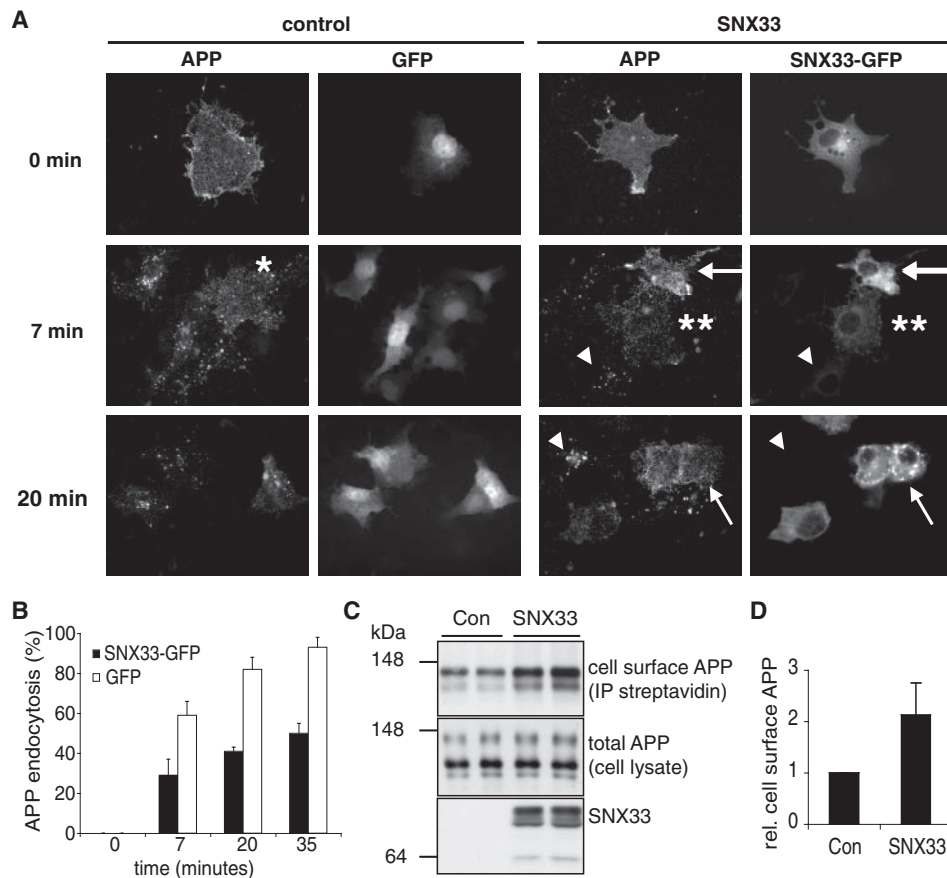 A
control
SNX33
APP
GFP
APP
SNX33-GFP
0 min
7 min
*
**
**
20 min
B
APP endocytosis (%)
100
80
60
40
20
0
SNX33-GFP
GFP
0
7
20
35
time (minutes)
C
Con
SNX33
kDa
148
cell surface APP
(IP streptavidin)
148
total APP
(cell lysate)
SNX33
64
D
rel. cell surface APP
3
2
1
0
Con
SNX33